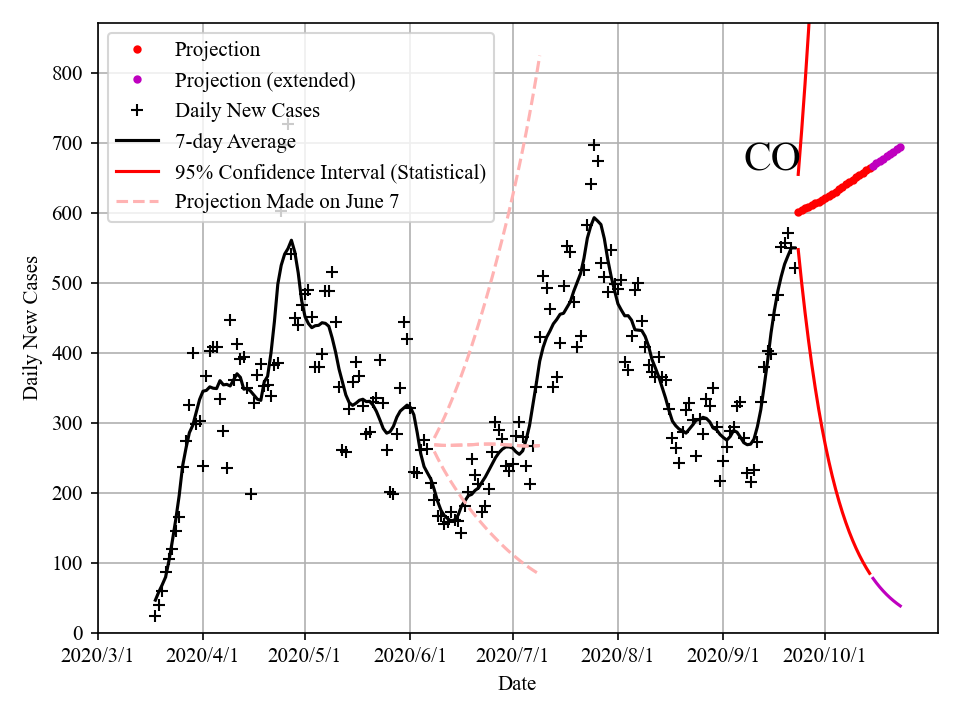 800
700
600
500
400
300
200
100
0
Daily New Cases
Projection
Projection (extended)
Daily New Cases
7-day Average
95% Confidence Interval (Statistical)
Projection Made on June 7
CO
2020/3/1 2020/4/1 2020/5/1 2020/6/1 2020/7/1 2020/8/1 2020/9/1 2020/10/1
Date